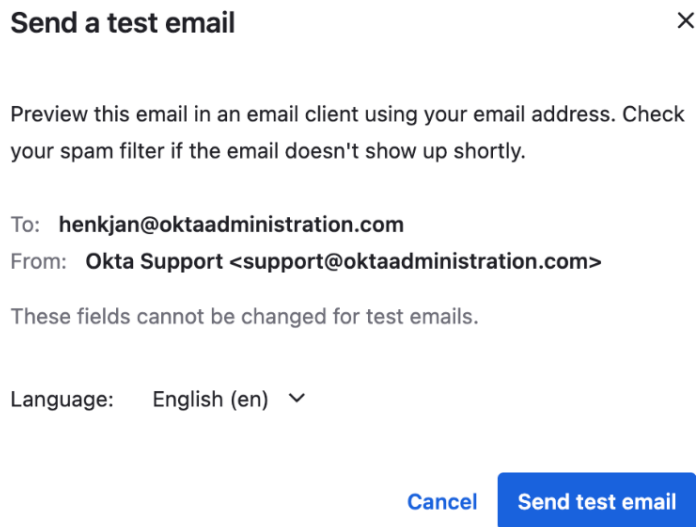 Send a test email
Preview this email in an email client using your email address. Check
your spam filter if the email doesn't show up shortly.
To: henkjan@oktaadministration.com
From: Okta Support <support@oktaadministration.com>
These fields cannot be changed for test emails.
Language: English (en)
Cancel Send test email